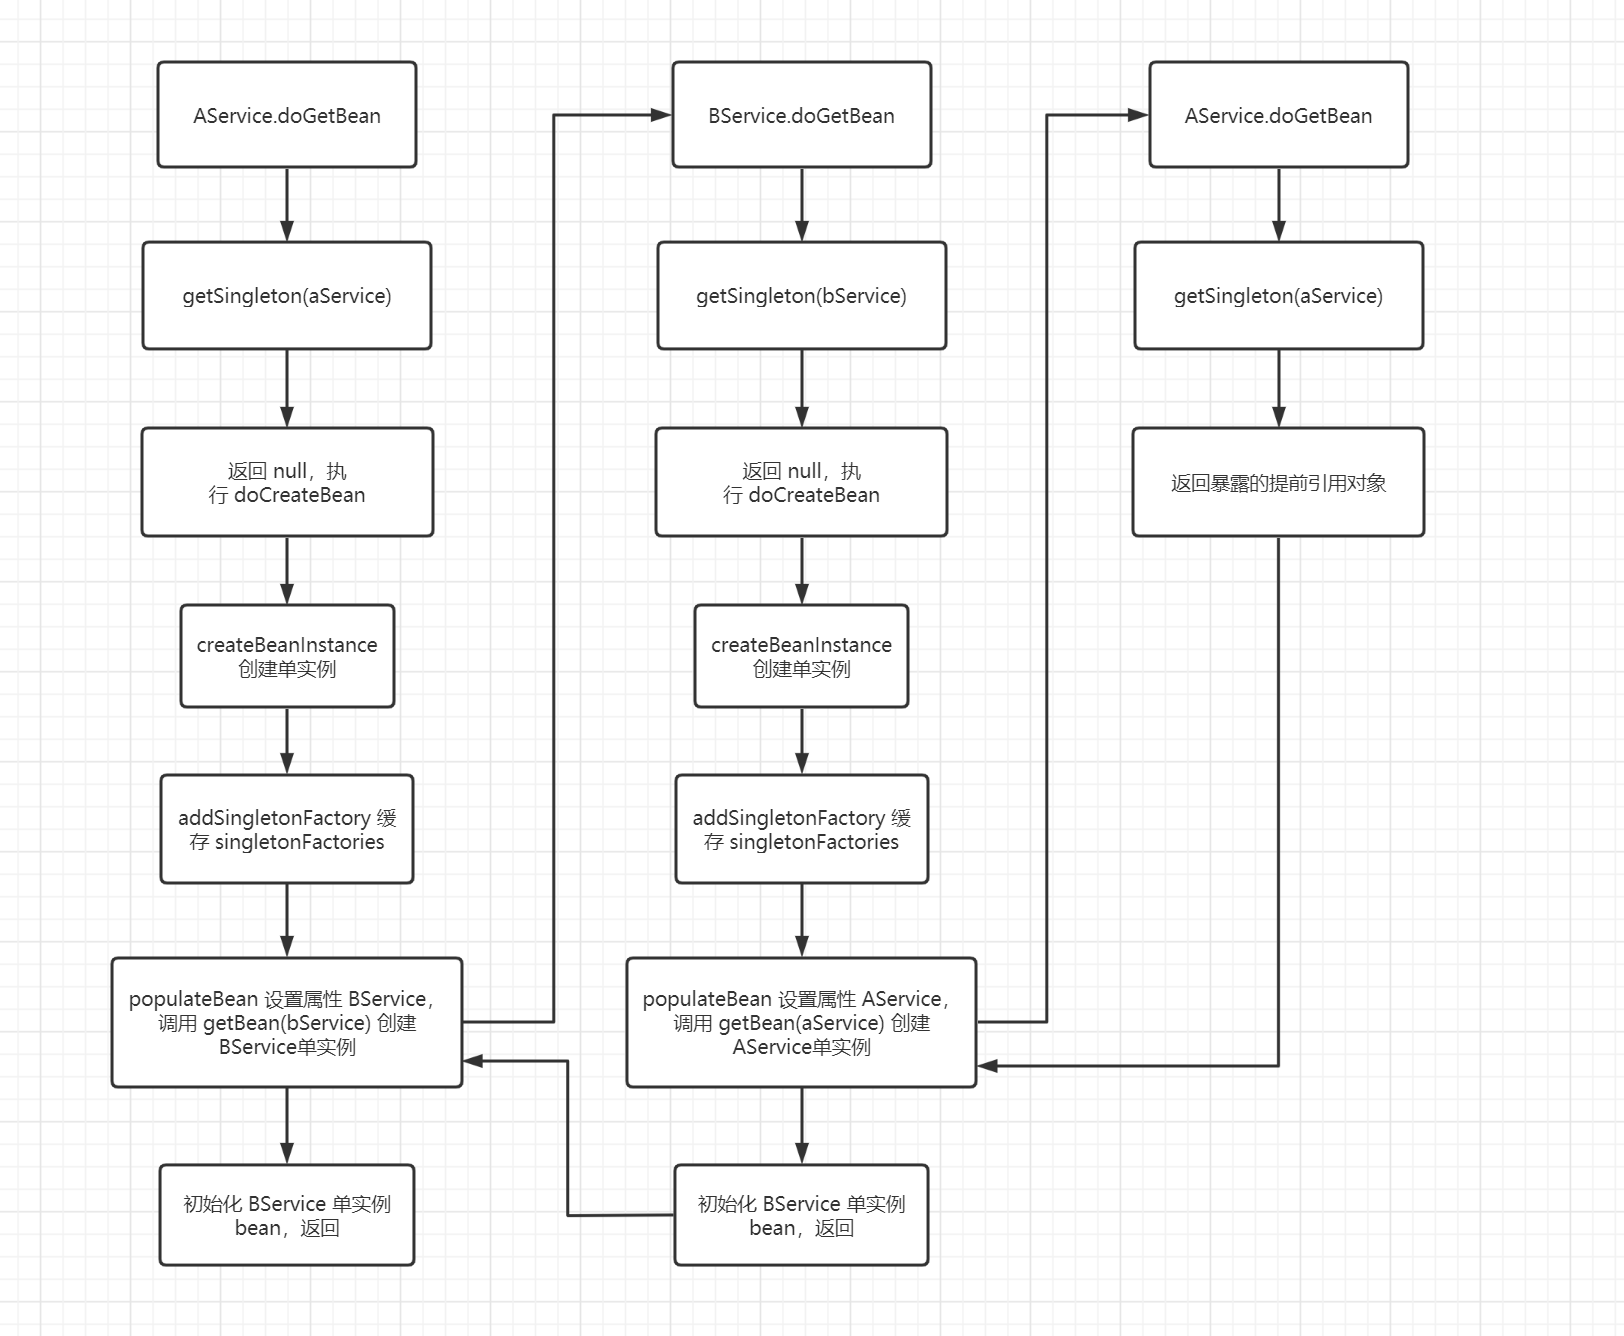 AService.doGetBean
getSingleton(aService)
返回 null，执
行 doCreateBean
createBeanInstance
创建单实例
addSingletonFactory 缓
存 singletonFactories
populateBean 设置属性 BService，
调用 getBean(bService) 创建
BService单实例
初始化 BService 单实例
bean，返回
BService.doGetBean
getSingleton(bService)
返回 null，执
行 doCreateBean
createBeanInstance
创建单实例
addSingletonFactory 缓
存 singletonFactories
populateBean 设置属性 AService，
调用 getBean(aService) 创建
AService单实例
初始化 BService 单实例
bean，返回
AService.doGetBean
getSingleton(aService)
返回暴露的提前引用对象